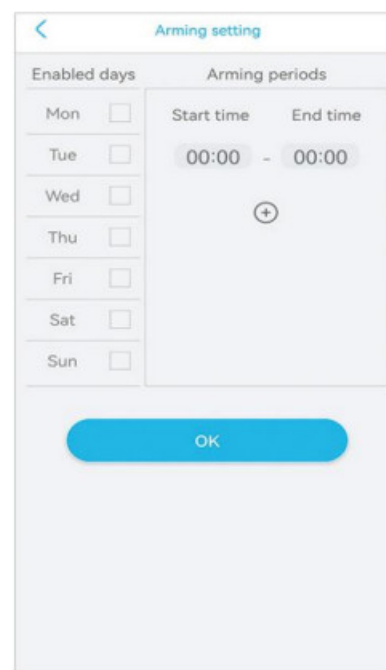 Arming setting
Enabled days Arming periods
Mon Start time End time
Tue 00:00 - 00:00
Wed
Thu
Fri
Sat
Sun
OK